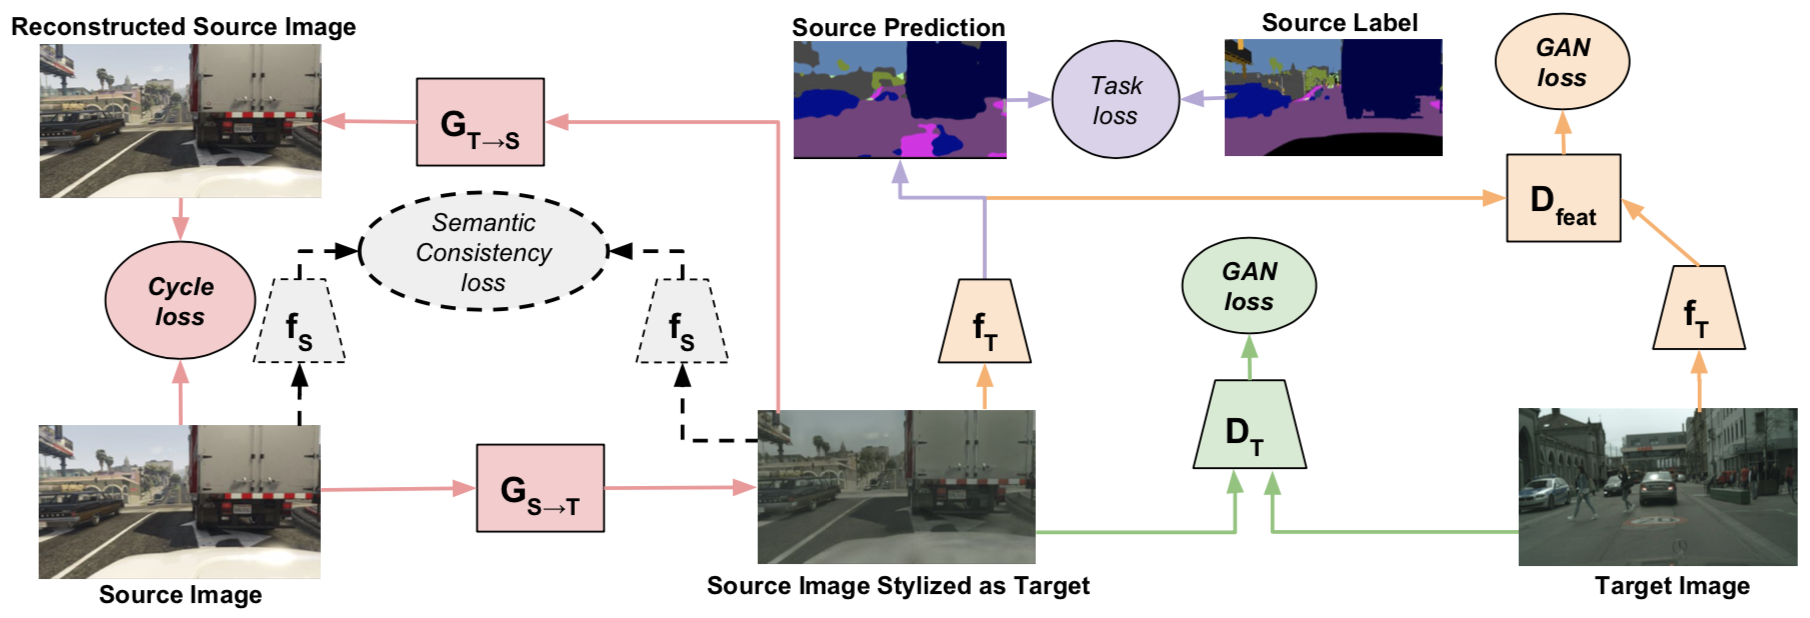 Reconstructed Source Image
Source Prediction
Source Label
GAN
loss
Task
loss
G T→S
D feat
Semantic
Consistency
loss
Cycle
loss
f S
f S
f T
GAN
loss
f T
D T
G S→T
Source Image
Source Image Stylized as Target
Target Image